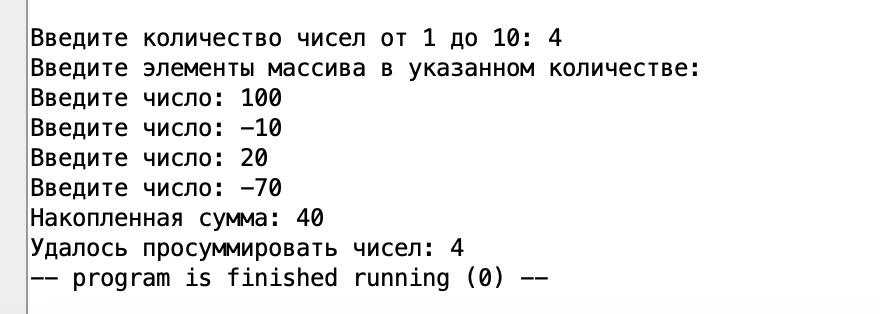 Введите количество чисел от 1 до 10: 4
Введите элементы массива в указанном количестве:
Введите число: 100
Введите число: -10
Введите число: 20
Введите число: -70
Накопленная сумма: 40
Удалось просуммировать чисел: 4
-- program is finished running (0) --